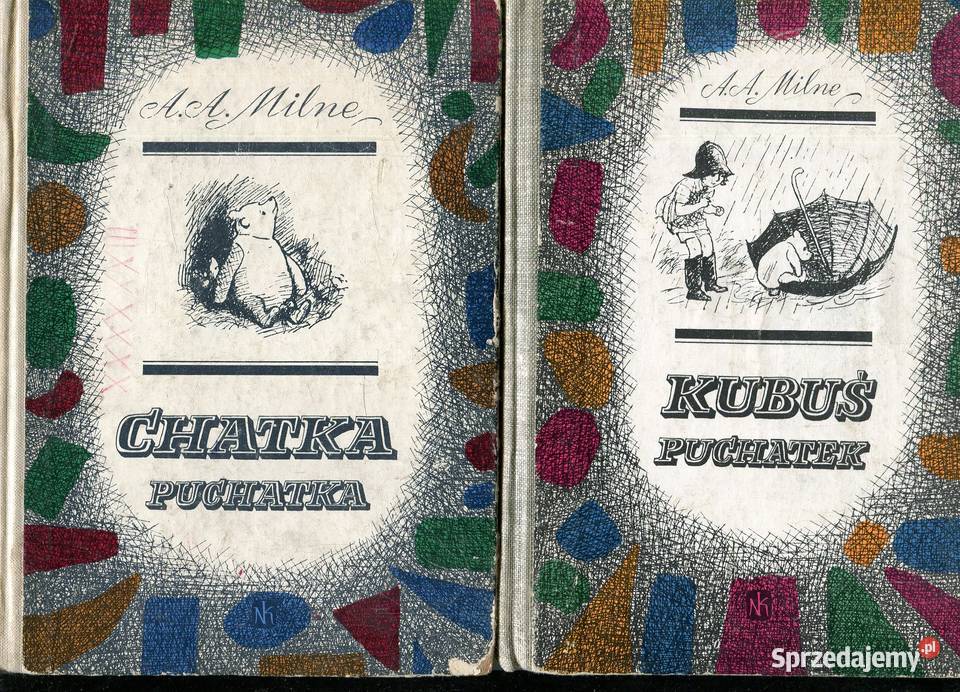 A. A. Milne
CHATKA
PUCHATKA
NK
A. A. Milne
KUBUŚ
PUCHATEK
NK
Sprzedajemy.pl